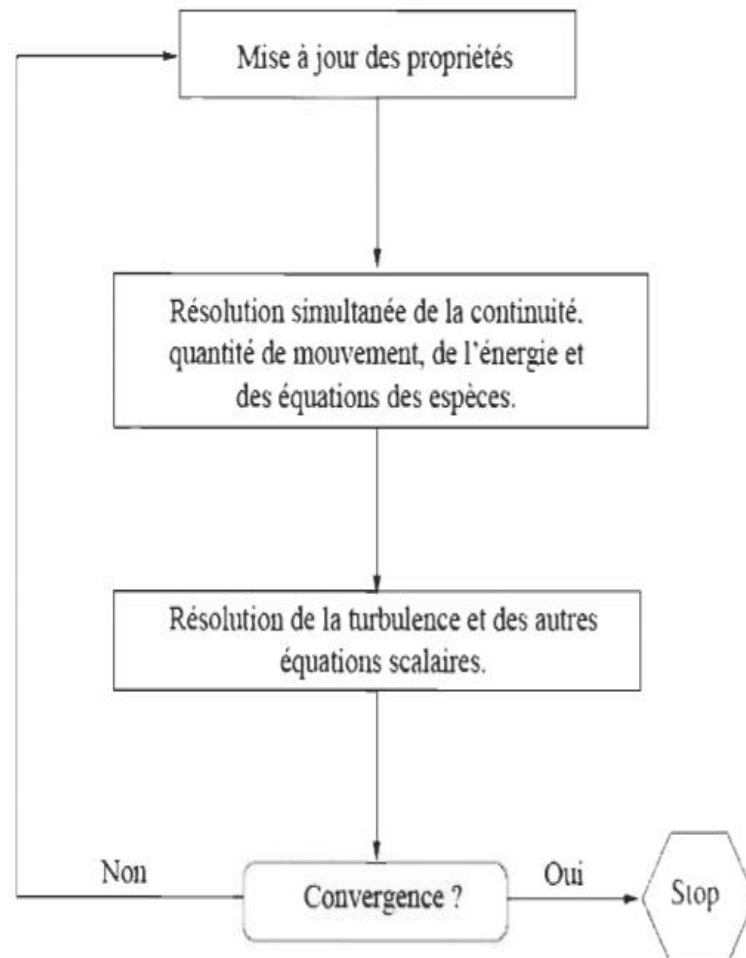 Mise à jour des propriétés
Résolution simultanée de la continuité.
quantité de mouvement, de l'énergie et
des équations des espèces.
Résolution de la turbulence et des autres
équations scalaires.
Non
Convergence ?
Oui
Stop